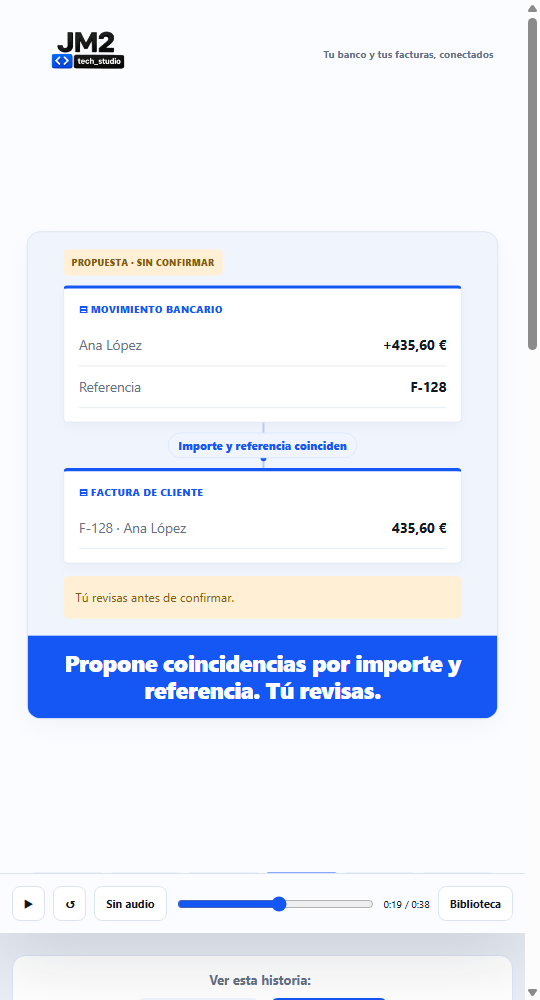 JM2
<> tech_studio
Tu banco y tus facturas, conectados
PROPUESTA · SIN CONFIRMAR
MOVIMIENTO BANCARIO
Ana López +435,60 €
Referencia F-128
Importe y referencia coinciden
FACTURA DE CLIENTE
F-128 · Ana López 435,60 €
Tú revisas antes de confirmar.
Propone coincidencias por importe y
referencia. Tú revisas.
Sin audio 0:19 / 0:38 Biblioteca
Ver esta historia: